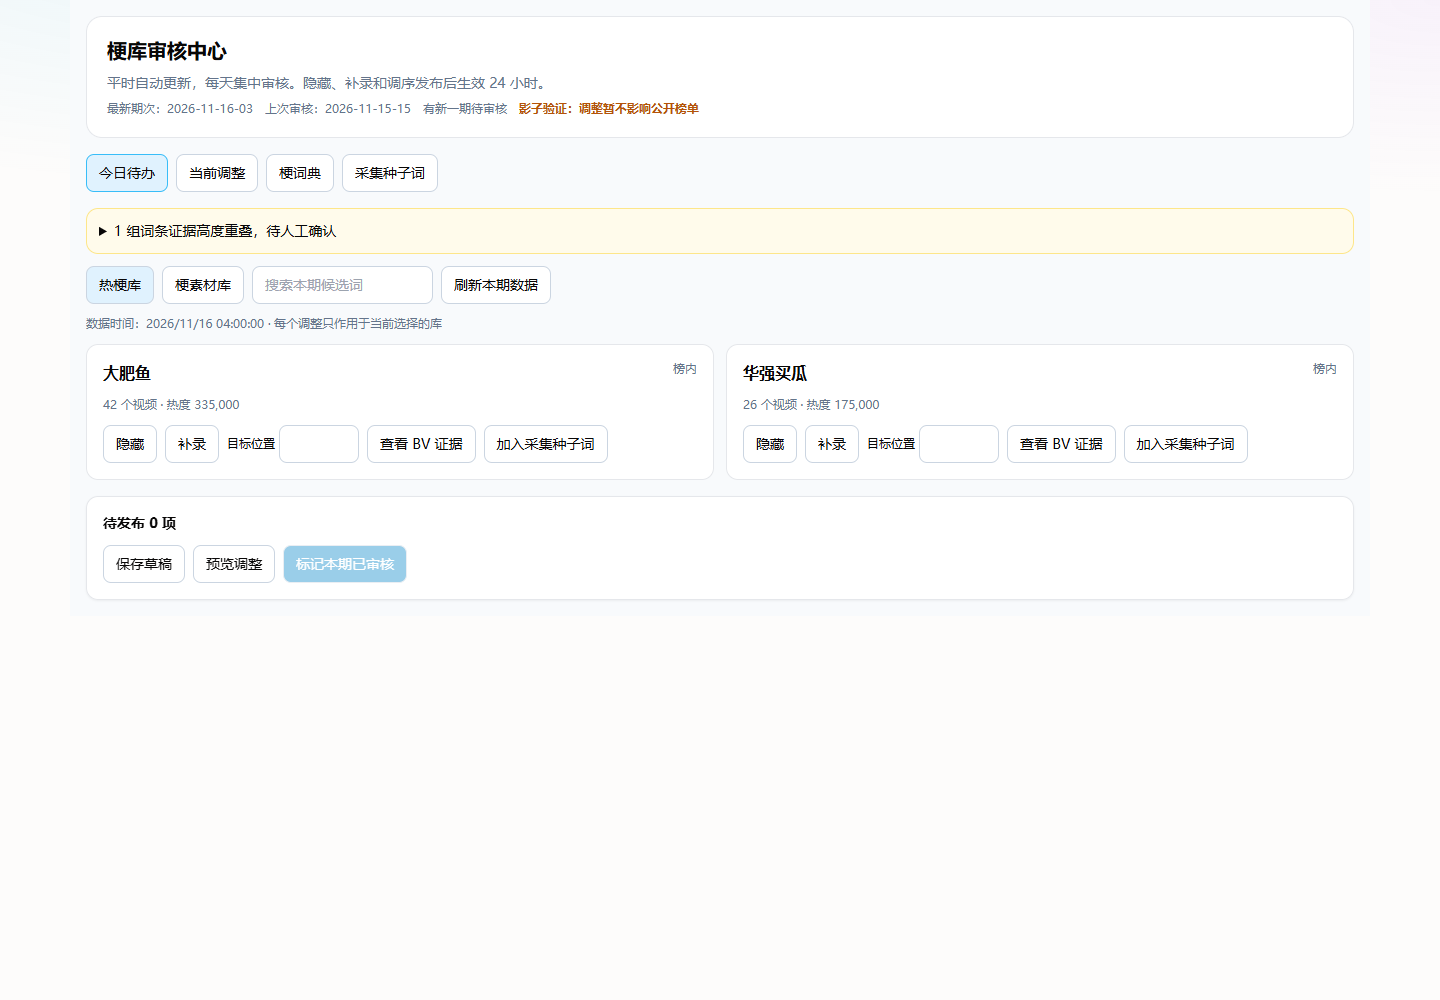 梗库审核中心
平时自动更新，每天集中审核。隐藏、补录和调序发布后生效 24 小时。
最新期次：2026-11-16-03 上次审核：2026-11-15-15 有新一期待审核 影子验证：调整暂不影响公开榜单
今日待办 当前调整 梗词典 采集种子词
▶ 1 组词条证据高度重叠，待人工确认
热梗库 梗素材库 搜索本期候选词 刷新本期数据
数据时间：2026/11/16 04:00:00 · 每个调整只作用于当前选择的库
大肥鱼 榜内
42 个视频 · 热度 335,000
隐藏 补录 目标位置 查看 BV 证据 加入采集种子词
华强买瓜 榜内
26 个视频 · 热度 175,000
隐藏 补录 目标位置 查看 BV 证据 加入采集种子词
待发布 0 项
保存草稿 预览调整 标记本期已审核